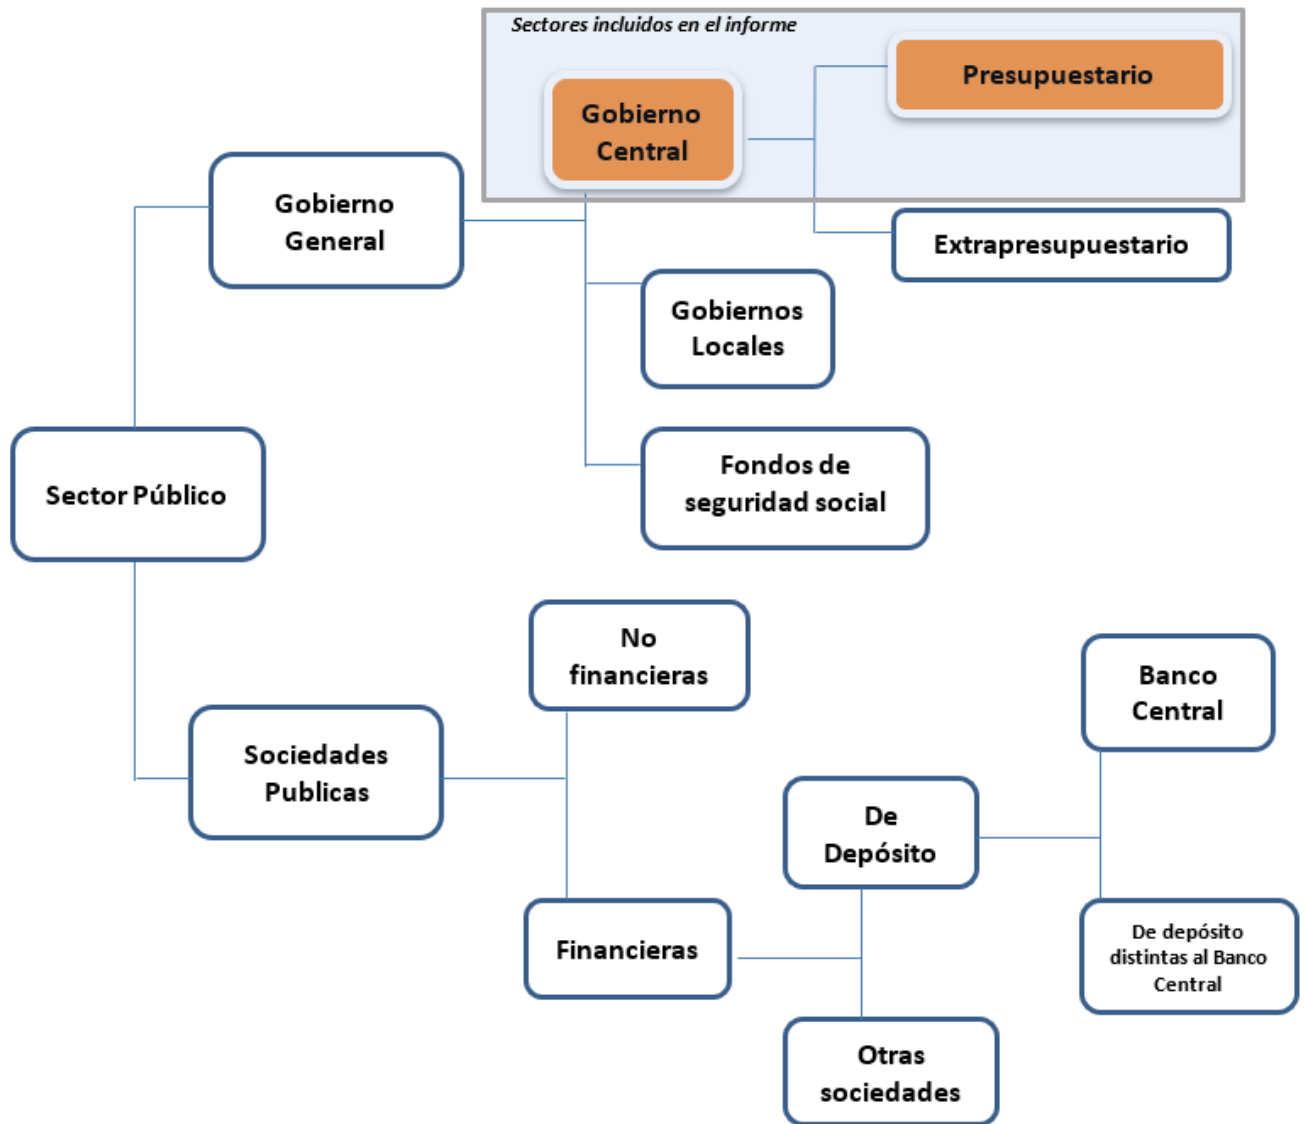 Sectores incluidos en el informe
Presupuestario
Gobierno
Central
Gobierno
General
Extrapresupuestario
Gobiernos
Locales
Fondos de
seguridad social
Sector Público
No
financieras
Banco
Central
Sociedades
Publicas
De
Depósito
Financieras
De depósito
distintas al Banco
Central
Otras
sociedades